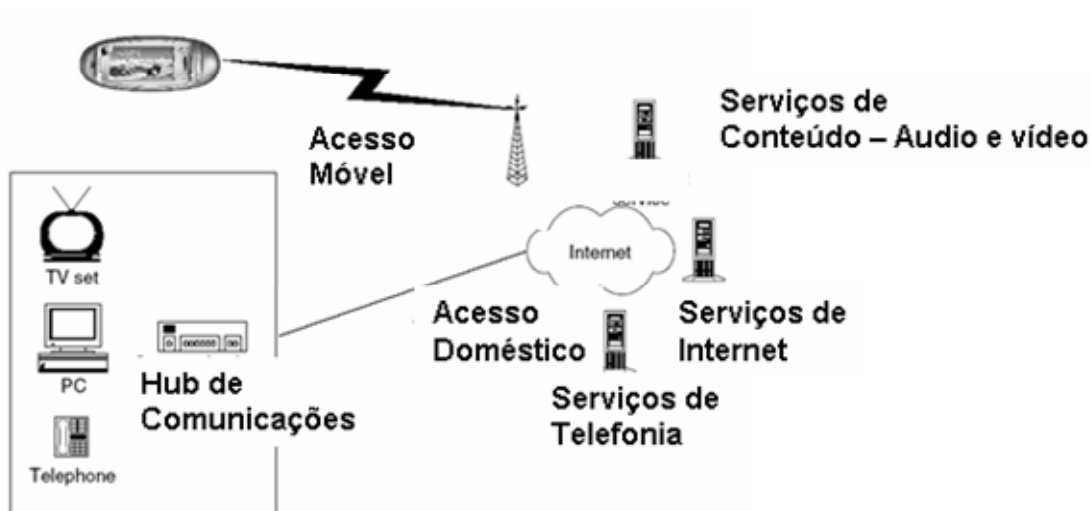 Serviços de
Conteúdo – Audio e vídeo
Acesso
Móvel
TV set
Internet
Acesso
Doméstico
Serviços de
Internet
PC
Hub de
Comunicações
Serviços de
Telefonia
Telephone